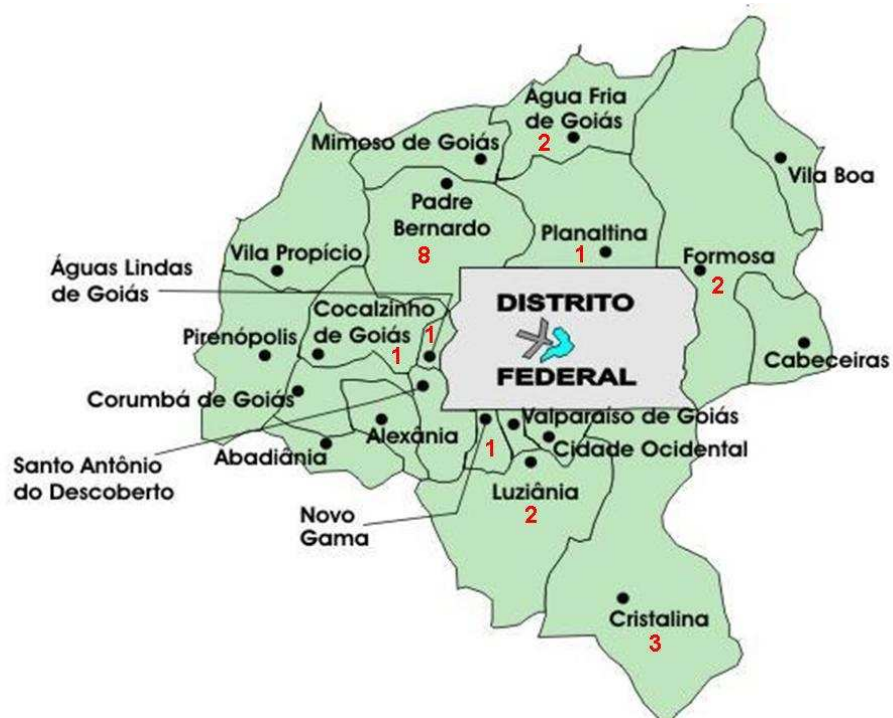 Água Fria
de Goiás
2
Mimoso de Goiás
Vila Boa
Padre
Bernardo
8
Planaltina
1
Formosa
2
Vila Propício
Águas Lindas
de Goiás
DISTRITO
FEDERAL
Cocalzinho
de Goiás
1
1
Pirenópolis
Cabeceiras
Corumbá de Goiás
Alexânia
Valparaíso de Goiás
Cidade Ocidental
1
Abadiânia
Santo Antônio
do Descoberto
Luziânia
2
Novo
Gama
Cristalina
3